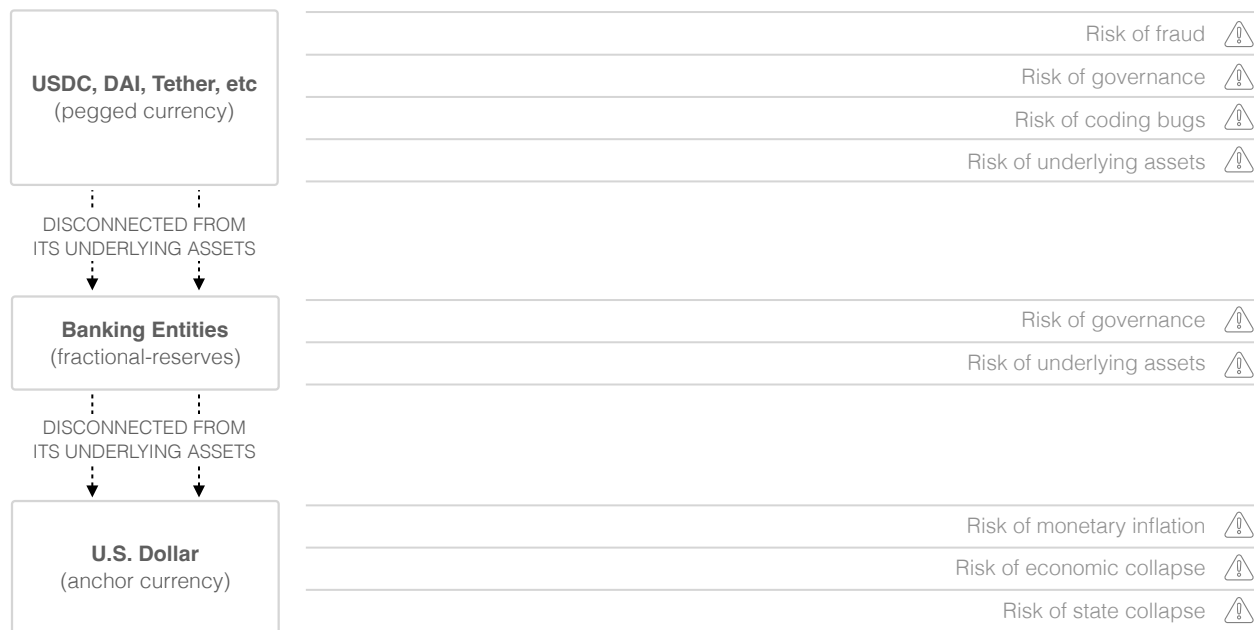 USDC, DAI, Tether, etc
(pegged currency)
Risk of fraud
Risk of governance
Risk of coding bugs
Risk of underlying assets
DISCONNECTED FROM
ITS UNDERLYING ASSETS
Banking Entities
(fractional-reserves)
Risk of governance
Risk of underlying assets
DISCONNECTED FROM
ITS UNDERLYING ASSETS
U.S. Dollar
(anchor currency)
Risk of monetary inflation
Risk of economic collapse
Risk of state collapse